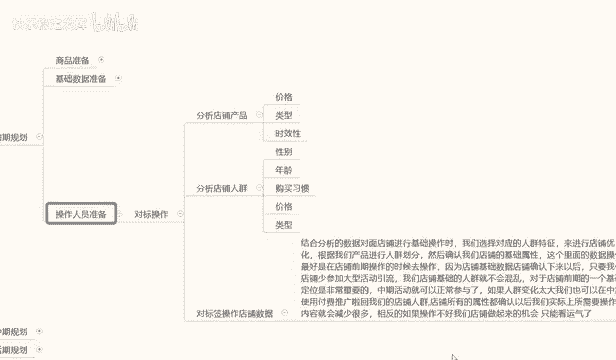 商品准备
基础数据准备
前期规划
操作人员准备
对标操作
分析店铺产品
价格
类型
时效性
分析店铺人群
性别
年龄
购买习惯
价格
类型
对标签操作店铺数据
结合分析的数据对面店铺进行基础操作时，我们选择对应的人群特征，来进行店铺优
化，根据我们产品进行人群划分，然后确认我们店铺的基础属性，这个里面的数据操
最好是在店铺前期操作的时候去操作，因为店铺基础数据店铺确认下来以后，只要我
店铺少参加大型活动引流，我们店铺基础的人群就不会混乱，对于店铺前期的一个基
定位是非常重要的，中期活动就可以正常参与了，如果人群变化太大我们也可以在中
使用付费推广啦回我们的店铺人群,店铺所有的属性都确认以后我们实际上所需要操作
内容就会减少很多，相反的如果操作不好我们店铺做起来的机会 只能看运气了
中期规划
后期规划